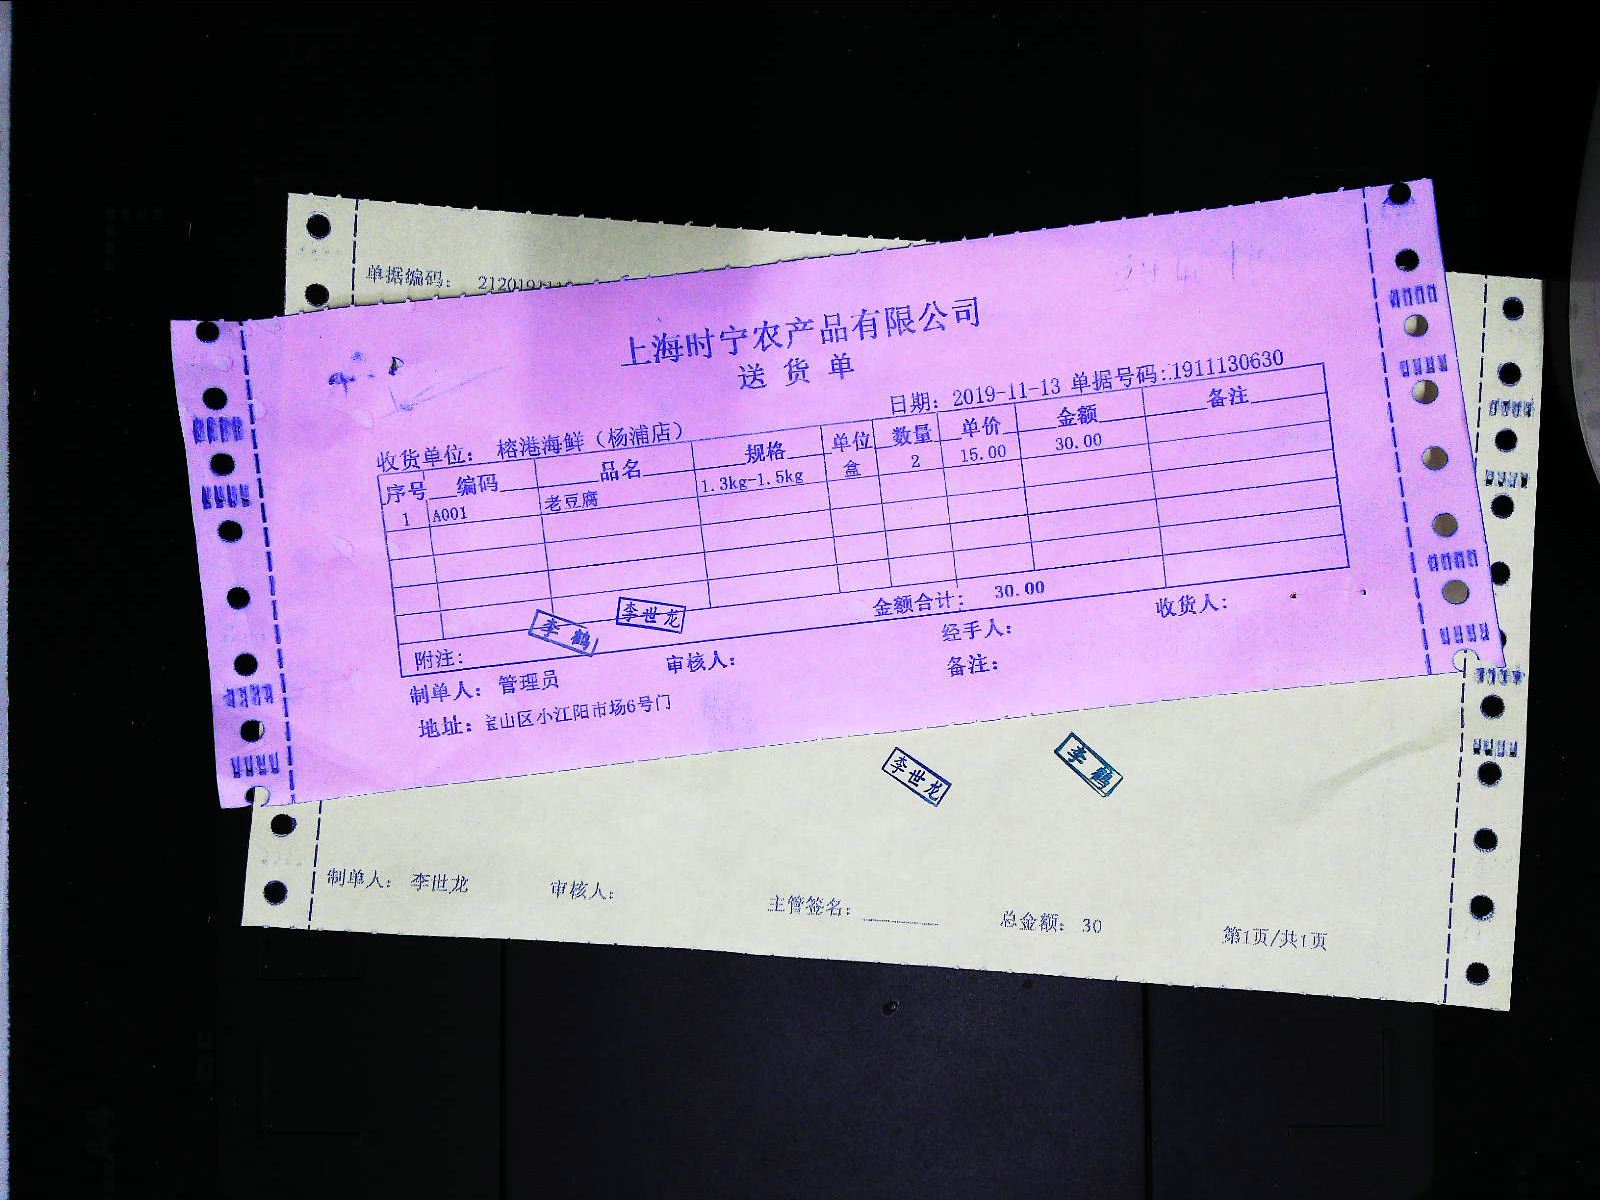 单据编码：
上海时宁农产品有限公司
送 货 单
日期：2019-11-13 单据号码：1911130630
收货单位：榕港海鲜（杨浦店）
序号 编码 品名 规格 单位 数量 单价 金额 备注
1 A001 老豆腐 1.3kg-1.5kg 盒 2 15.00 30.00
金额合计： 30.00
附注：
李鹤
李世龙
制单人：管理员 审核人： 经手人： 收货人：
地址：宝山区小江阳市场6号门 备注：
李世龙
李鹤
制单人：李世龙 审核人： 主管签名： 总金额：30 第1页/共1页